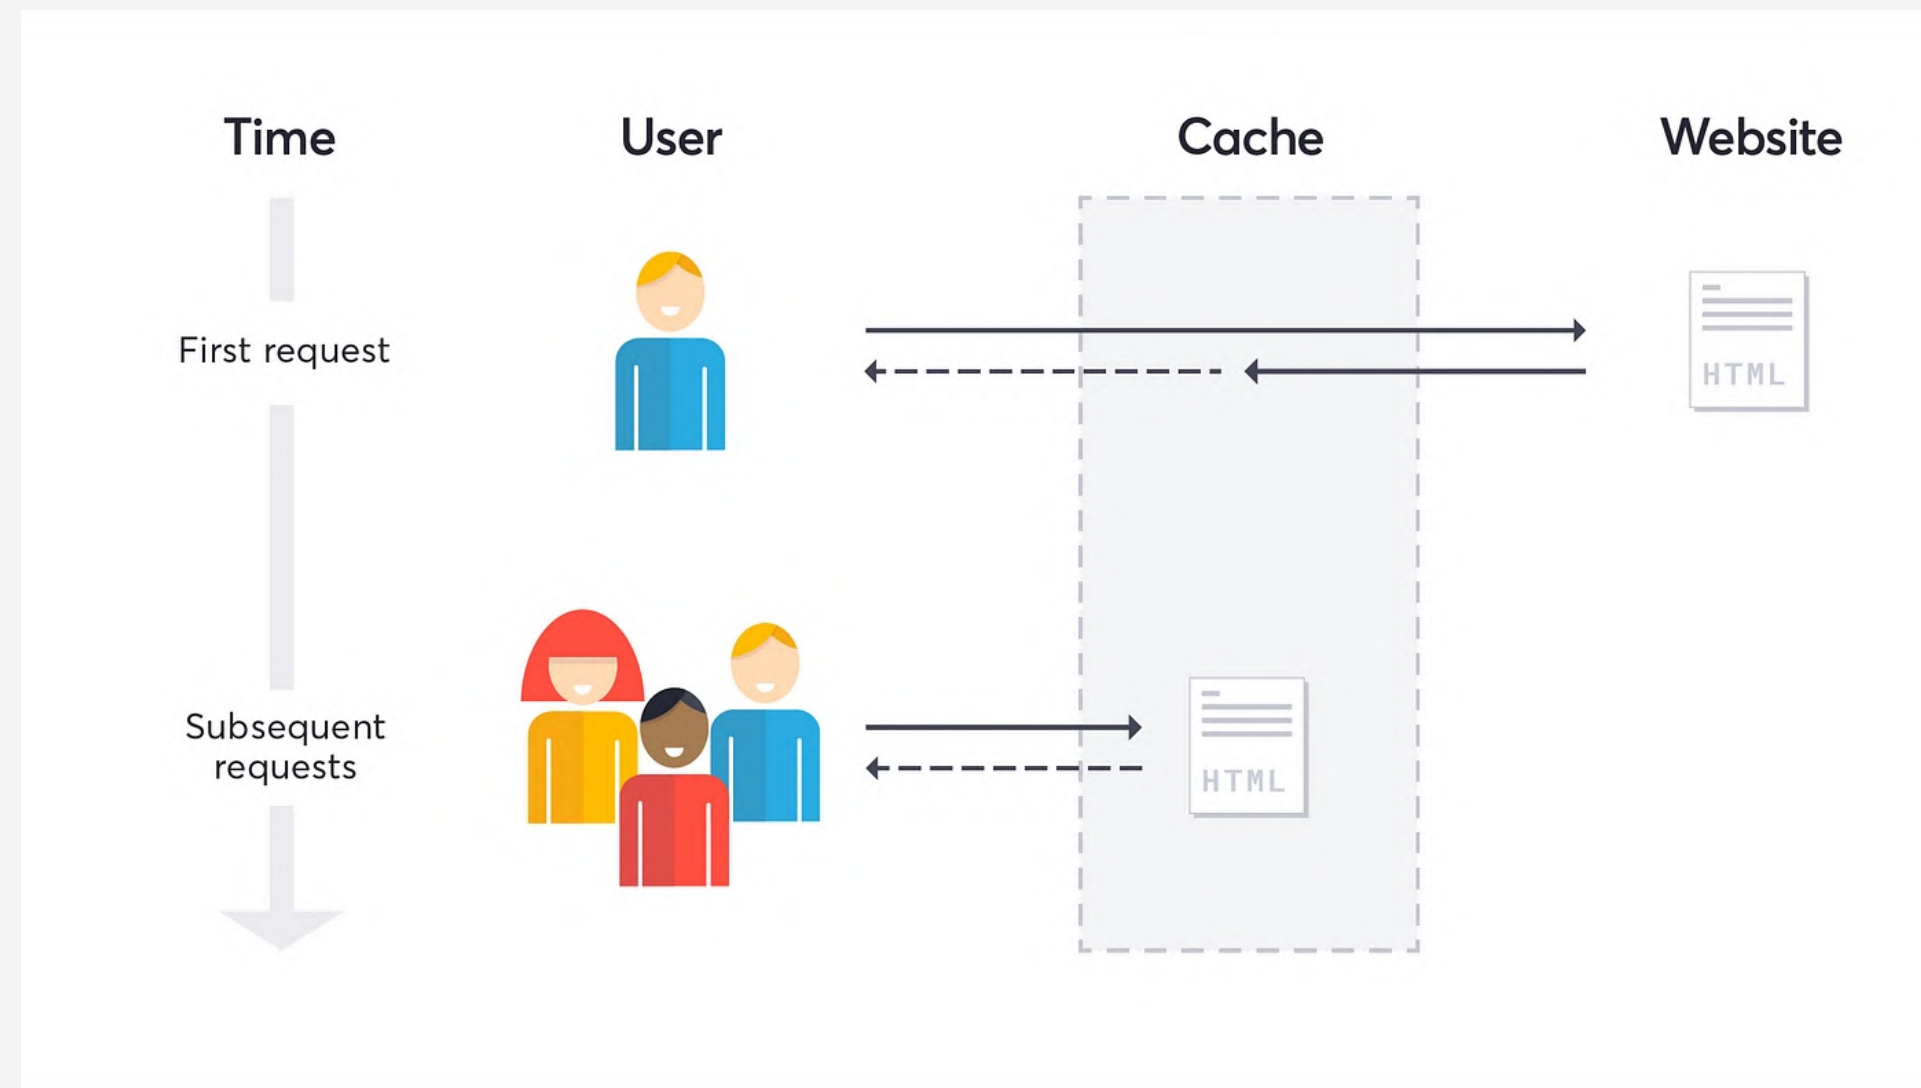 Time
User
Cache
Website
First request
HTML
Subsequent
requests
HTML